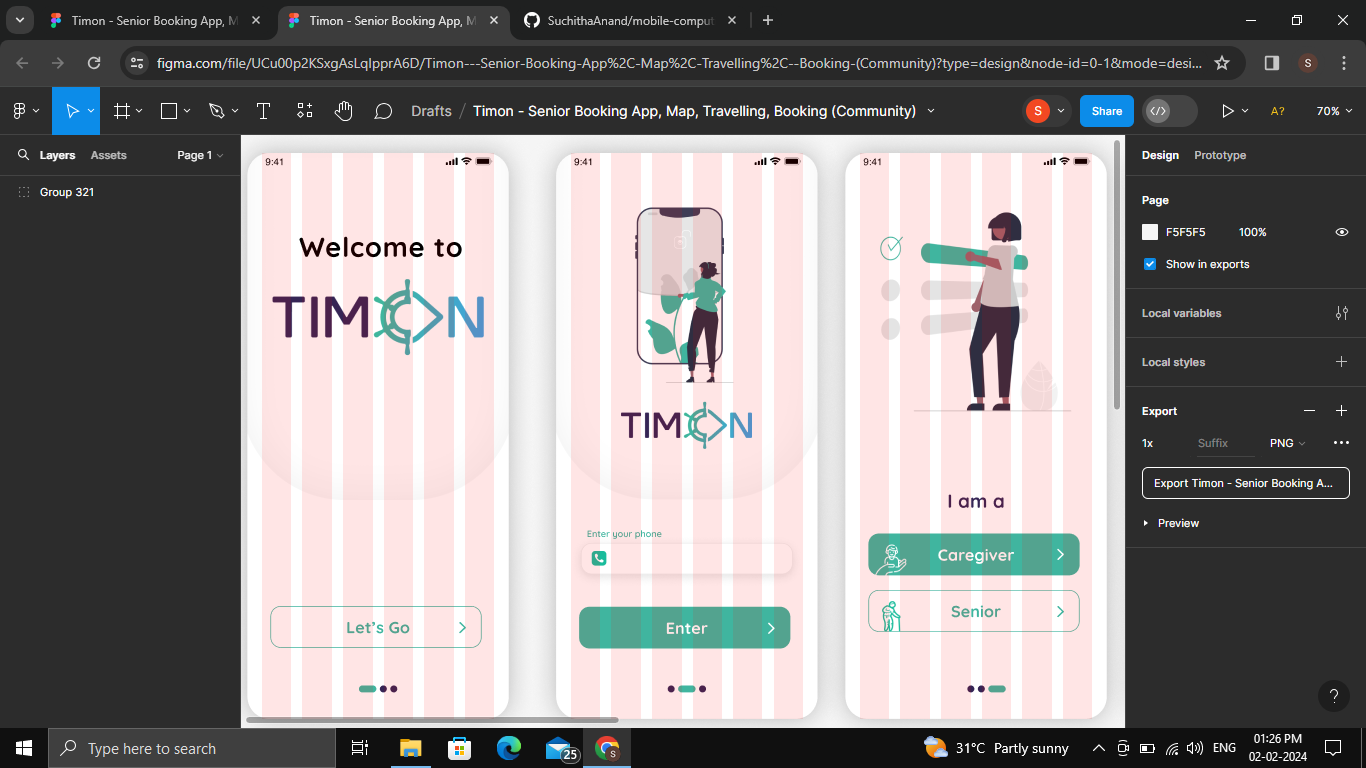 Timon - Senior Booking App, M
Timon - Senior Booking App, M
SuchithaAnand/mobile-comput
figma.com/file/UCu00p2KSxgAsLqIpprA6D/Timon---Senior-Booking-App%2C-Map%2C-Travelling%2C--Booking-(Community)?type=design&node-id=0-1&mode=desi...
S
Drafts / Timon - Senior Booking App, Map, Travelling, Booking (Community)
S
Share
A?
70%
Layers
Assets
Page 1
Group 321
9:41
Welcome to
TIMON
Let's Go
9:41
TIMON
Enter your phone
Enter
9:41
I am a
Caregiver
Senior
Design
Prototype
Page
F5F5F5
100%
Show in exports
Local variables
Local styles
Export
1x
Suffix
PNG
Export Timon - Senior Booking A...
Preview
?
Type here to search
25
S
31°C Partly sunny
ENG
01:26 PM
02-02-2024